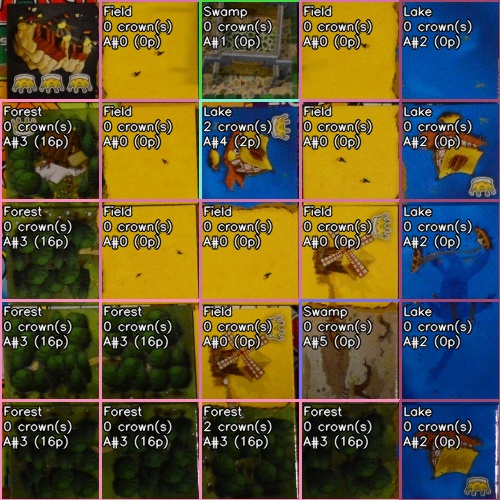 Field
0 crown(s)
A#0 (0p)
Swamp
0 crown(s)
A#1 (0p)
Field
0 crown(s)
A#0 (0p)
Lake
0 crown(s)
A#2 (0p)
Forest
0 crown(s)
A#3 (16p)
Field
0 crown(s)
A#0 (0p)
Lake
2 crown(s)
A#4 (2p)
Field
0 crown(s)
A#0 (0p)
Lake
0 crown(s)
A#2 (0p)
Forest
0 crown(s)
A#3 (16p)
Field
0 crown(s)
A#0 (0p)
Field
0 crown(s)
A#0 (0p)
Field
0 crown(s)
A#0 (0p)
Lake
0 crown(s)
A#2 (0p)
Forest
0 crown(s)
A#3 (16p)
Forest
0 crown(s)
A#3 (16p)
Field
0 crown(s)
A#0 (0p)
Swamp
0 crown(s)
A#5 (0p)
Lake
0 crown(s)
A#2 (0p)
Forest
0 crown(s)
A#3 (16p)
Forest
0 crown(s)
A#3 (16p)
Forest
2 crown(s)
A#3 (16p)
Forest
0 crown(s)
A#3 (16p)
Lake
0 crown(s)
A#2 (0p)